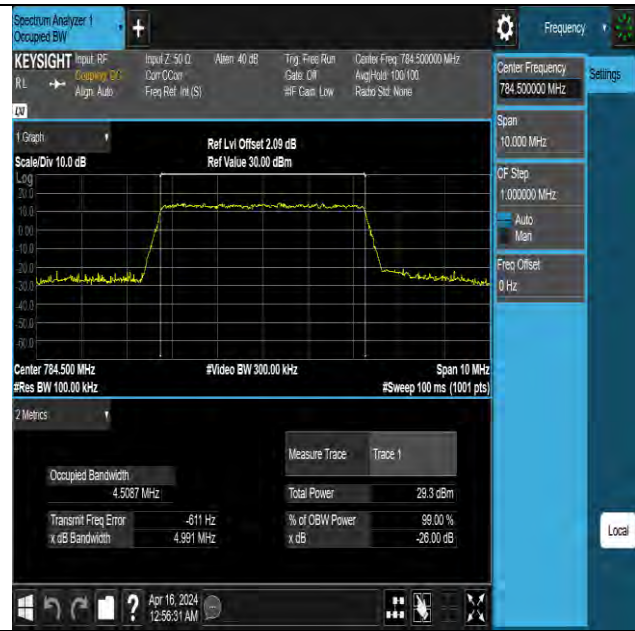 Spectrum Analyzer 1
Occupied BW
+
Frequency
KEYSIGHT Input: RF
RL
Coupling: DC
Align: Auto
Input Z: 50 Ω
Corr CCorr
Freq Ref: Int (S)
Atten: 40 dB
Trig: Free Run
Gate: Off
#IF Gain: Low
Center Freq: 784.500000 MHz
Avg|Hold: 100/100
Radio Std: None
LXI
Center Frequency
784.500000 MHz
Settings
Span
10.000 MHz
CF Step
1.000000 MHz
Auto
Man
Freq Offset
0 Hz
1 Graph
Scale/Div 10.0 dB
Ref Lvl Offset 2.09 dB
Ref Value 30.00 dBm
Log
20.0
10.0
0.00
-10.0
-20.0
-30.0
-40.0
-50.0
-60.0
Center 784.500 MHz
#Res BW 100.00 kHz
#Video BW 300.00 kHz
Span 10 MHz
#Sweep 100 ms (1001 pts)
2 Metrics
Measure Trace Trace 1
Occupied Bandwidth
4.5087 MHz
Total Power 29.3 dBm
Transmit Freq Error -611 Hz
% of OBW Power 99.00 %
x dB Bandwidth 4.991 MHz
x dB -26.00 dB
Local
?
Apr 16, 2024
12:56:31 AM